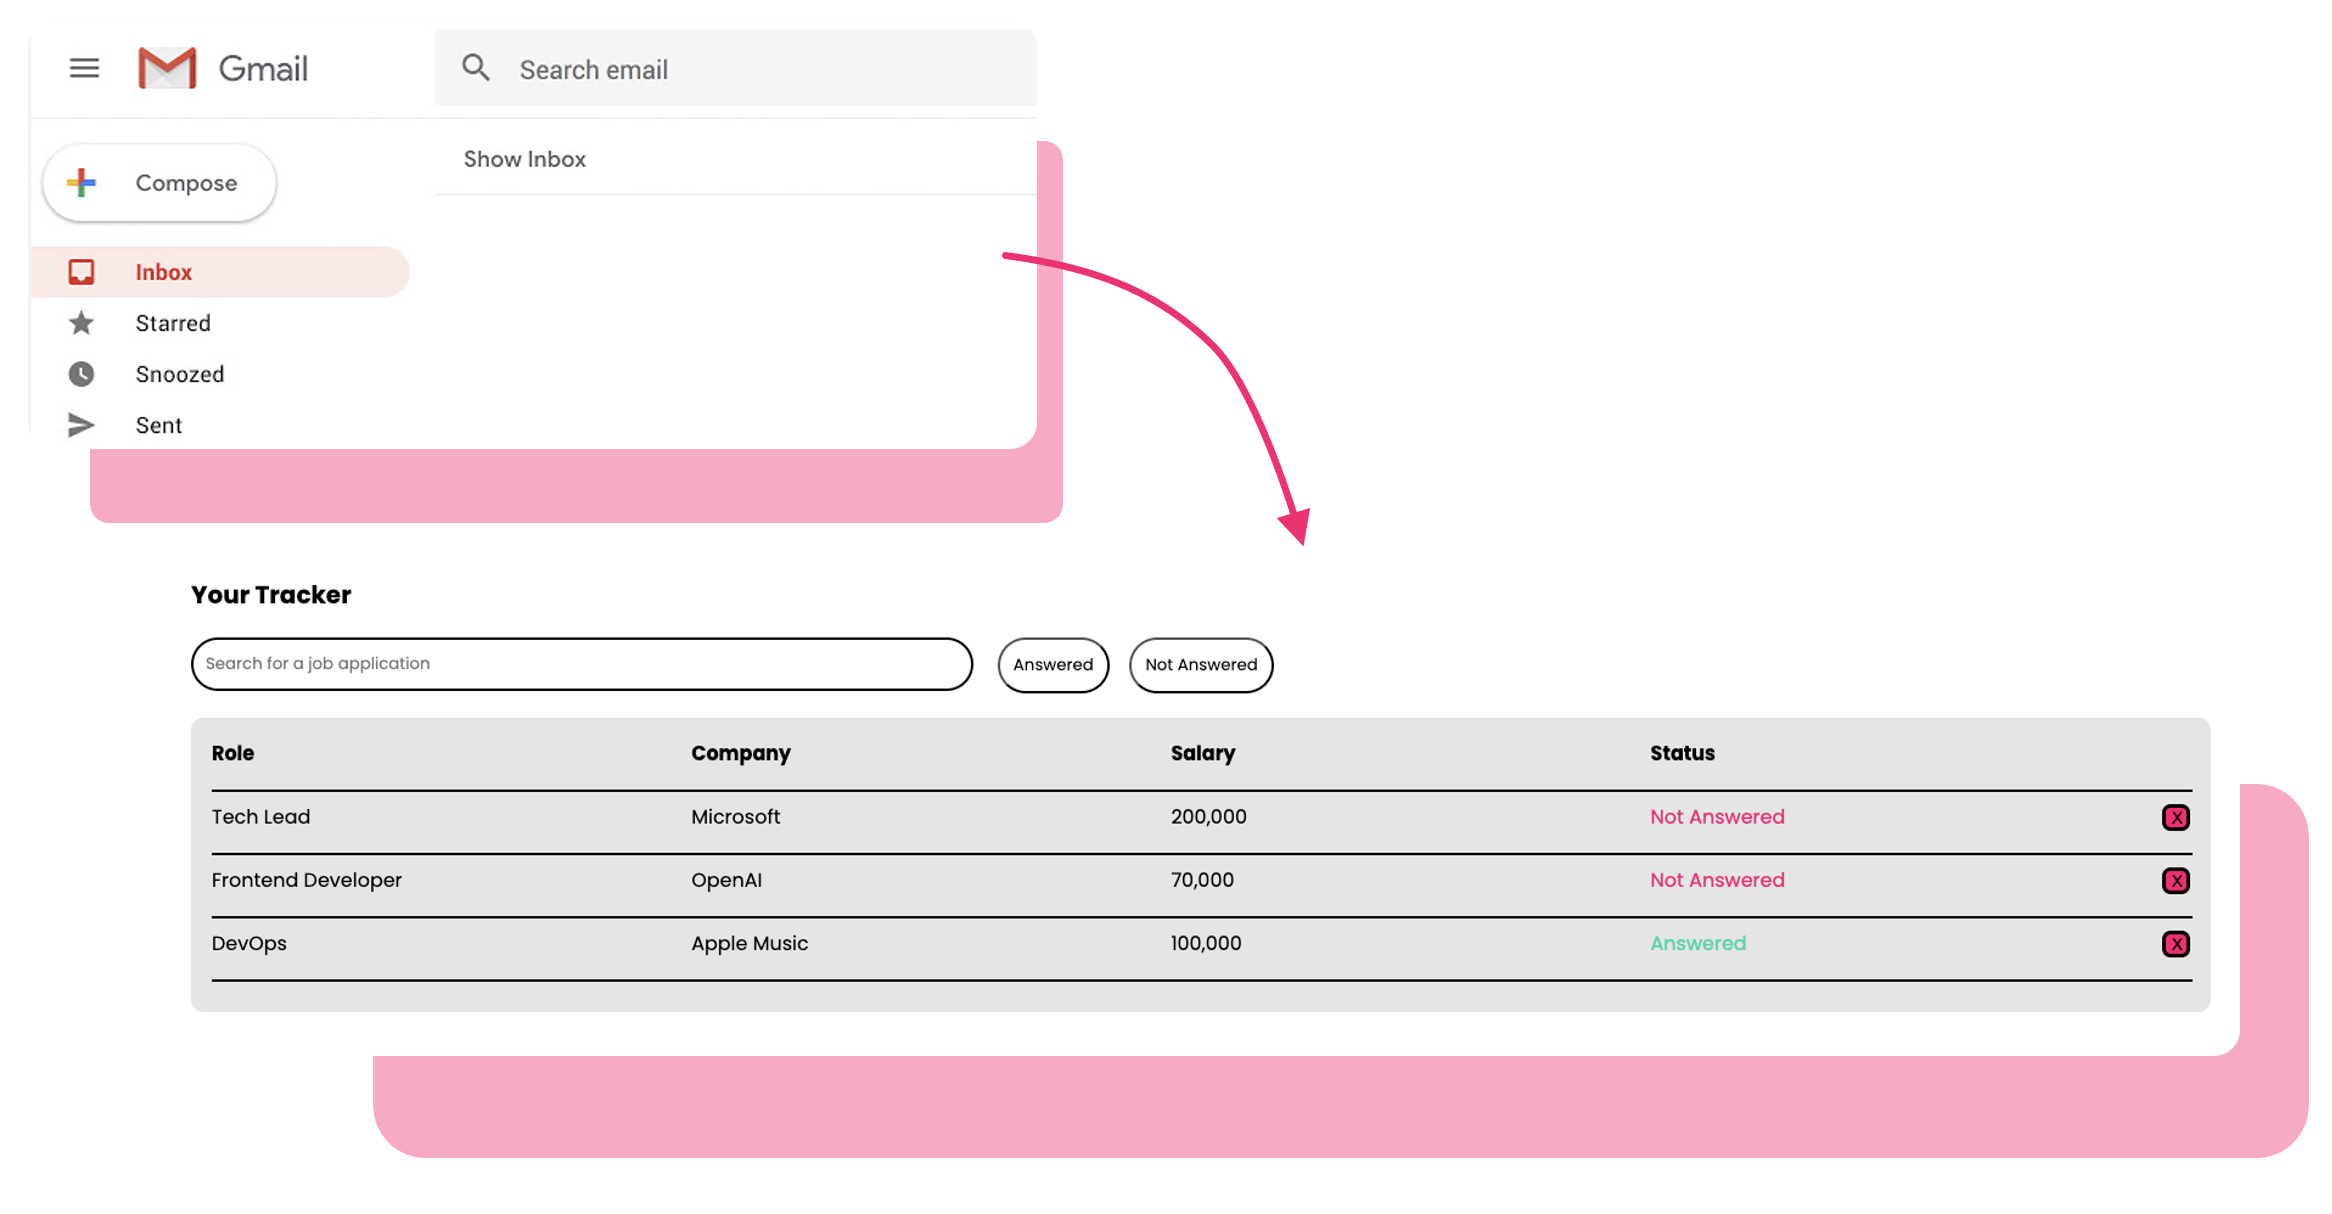 Gmail
Search email
Compose
Show Inbox
Inbox
Starred
Snoozed
Sent
Your Tracker
Search for a job application
Answered
Not Answered
Role Company Salary Status
Tech Lead Microsoft 200,000 Not Answered X
Frontend Developer OpenAI 70,000 Not Answered X
DevOps Apple Music 100,000 Answered X